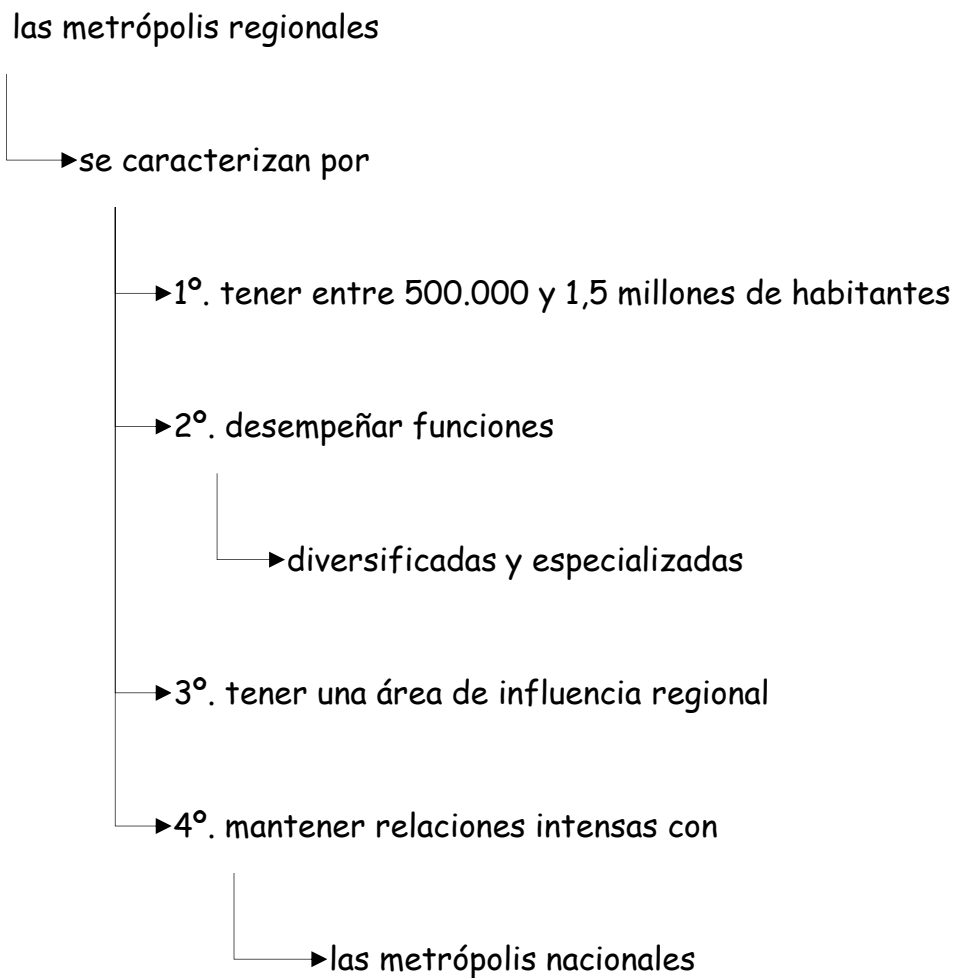 las metrópolis regionales
se caracterizan por
1º. tener entre 500.000 y 1,5 millones de habitantes
2º. desempeñar funciones
diversificadas y especializadas
3º. tener una área de influencia regional
4º. mantener relaciones intensas con
las metrópolis nacionales